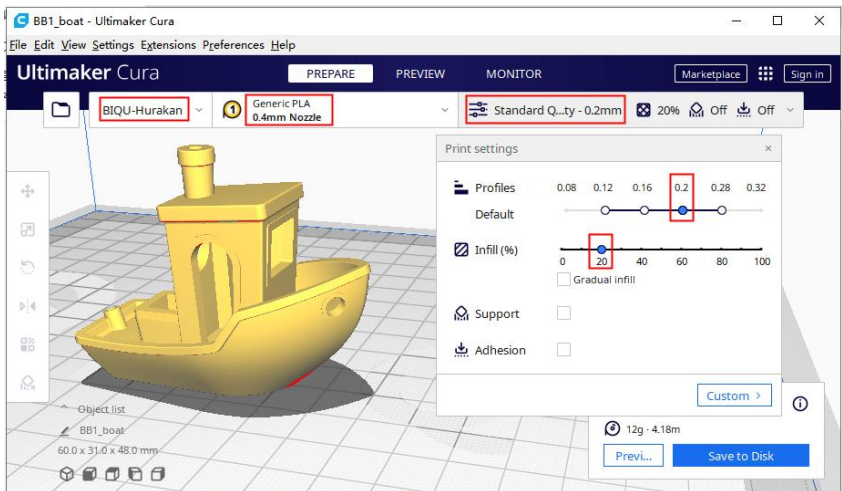 BB1_boat - Ultimaker Cura
File Edit View Settings Extensions Preferences Help
Ultimaker Cura PREPARE PREVIEW MONITOR Marketplace Sign in
BIQU-Hurakan 1 Generic PLA
0.4mm Nozzle
Standard Q...ty - 0.2mm 20% Off Off
Print settings
Profiles 0.08 0.12 0.16 0.2 0.28 0.32
Default
Infill (%)
0 20 40 60 80 100
Gradual infill
Support
Adhesion
Custom
Object list
BB1_boat
60.0 x 31.0 x 48.0 mm
12g · 4.18m
Previ... Save to Disk